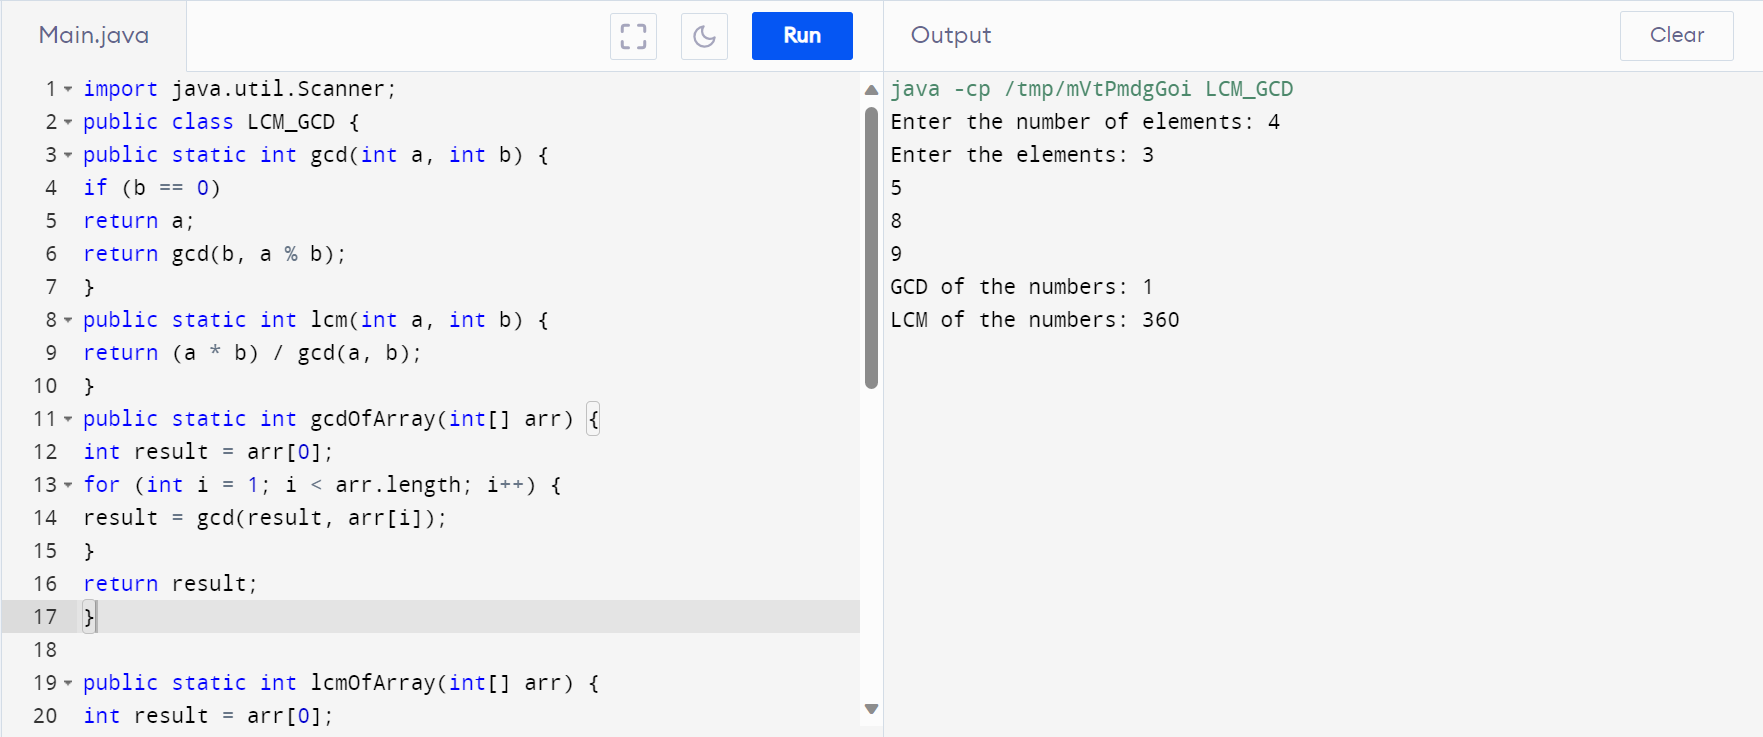 Main.java
Run
1 import java.util.Scanner;
2 public class LCM_GCD {
3 public static int gcd(int a, int b) {
4 if (b == 0)
5 return a;
6 return gcd(b, a % b);
7 }
8 public static int lcm(int a, int b) {
9 return (a * b) / gcd(a, b);
10 }
11 public static int gcdOfArray(int[] arr) {
12 int result = arr[0];
13 for (int i = 1; i < arr.length; i++) {
14 result = gcd(result, arr[i]);
15 }
16 return result;
17 }
18
19 public static int lcmOfArray(int[] arr) {
20 int result = arr[0];
Output
Clear
java -cp /tmp/mVtPmdgGoi LCM_GCD
Enter the number of elements: 4
Enter the elements: 3
5
8
9
GCD of the numbers: 1
LCM of the numbers: 360